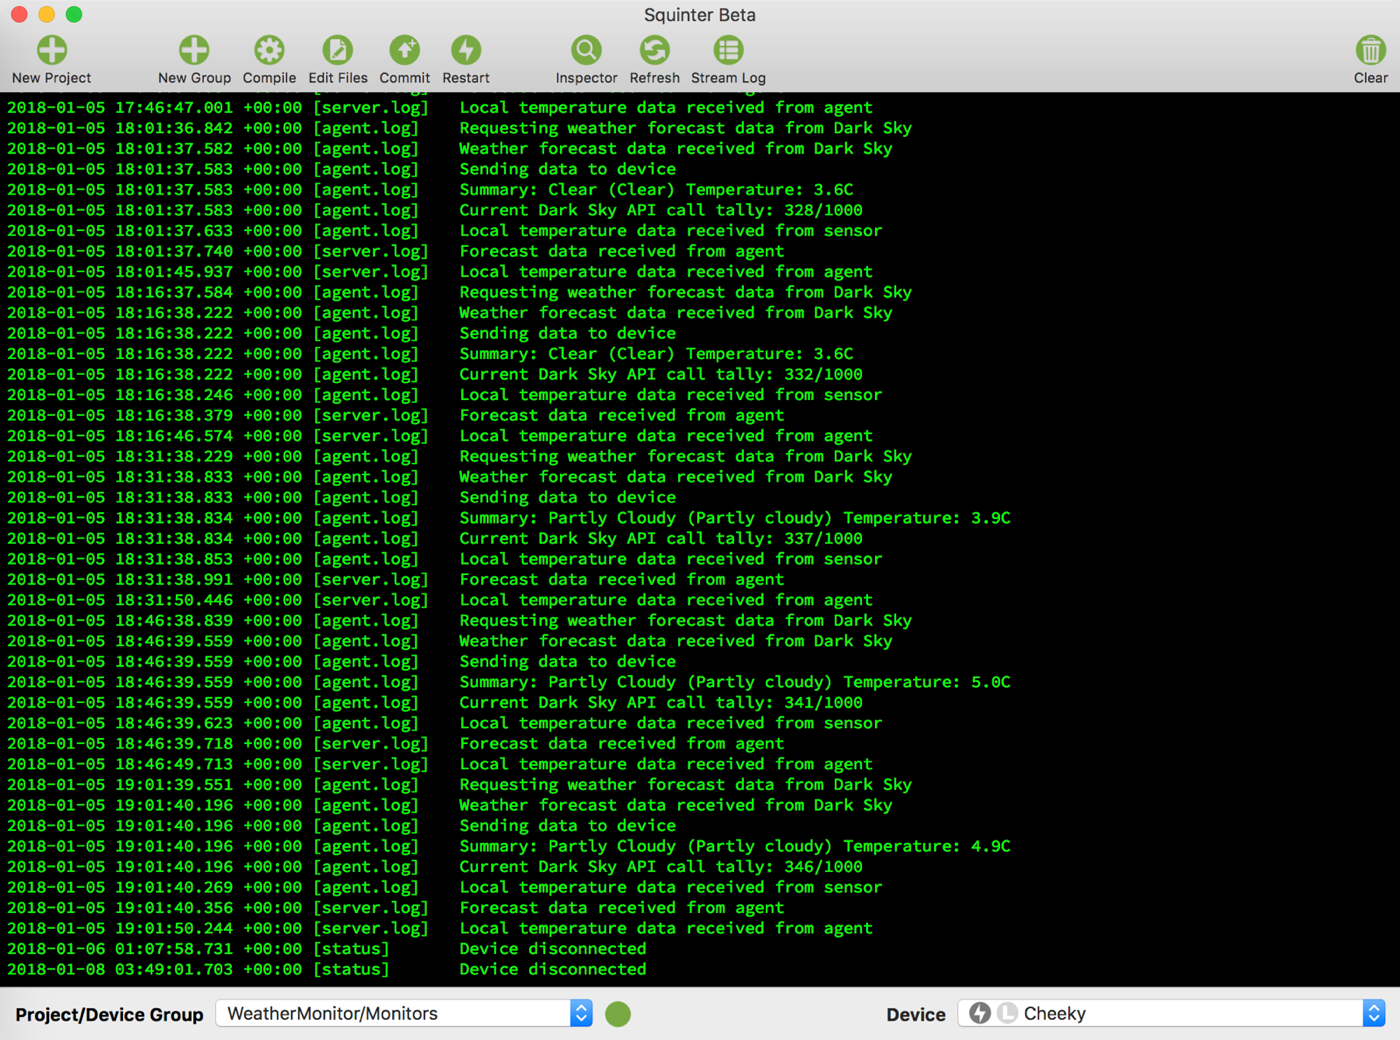 Squinter Beta
New Project New Group Compile Edit Files Commit Restart Inspector Refresh Stream Log Clear
2018-01-05 17:46:47.001 +00:00 [server.log] Local temperature data received from agent
2018-01-05 18:01:36.842 +00:00 [agent.log] Requesting weather forecast data from Dark Sky
2018-01-05 18:01:37.582 +00:00 [agent.log] Weather forecast data received from Dark Sky
2018-01-05 18:01:37.583 +00:00 [agent.log] Sending data to device
2018-01-05 18:01:37.583 +00:00 [agent.log] Summary: Clear (Clear) Temperature: 3.6C
2018-01-05 18:01:37.583 +00:00 [agent.log] Current Dark Sky API call tally: 328/1000
2018-01-05 18:01:37.633 +00:00 [agent.log] Local temperature data received from sensor
2018-01-05 18:01:37.740 +00:00 [server.log] Forecast data received from agent
2018-01-05 18:01:45.937 +00:00 [server.log] Local temperature data received from agent
2018-01-05 18:16:37.584 +00:00 [agent.log] Requesting weather forecast data from Dark Sky
2018-01-05 18:16:38.222 +00:00 [agent.log] Weather forecast data received from Dark Sky
2018-01-05 18:16:38.222 +00:00 [agent.log] Sending data to device
2018-01-05 18:16:38.222 +00:00 [agent.log] Summary: Clear (Clear) Temperature: 3.6C
2018-01-05 18:16:38.222 +00:00 [agent.log] Current Dark Sky API call tally: 332/1000
2018-01-05 18:16:38.246 +00:00 [agent.log] Local temperature data received from sensor
2018-01-05 18:16:38.379 +00:00 [server.log] Forecast data received from agent
2018-01-05 18:16:46.574 +00:00 [server.log] Local temperature data received from agent
2018-01-05 18:31:38.229 +00:00 [agent.log] Requesting weather forecast data from Dark Sky
2018-01-05 18:31:38.833 +00:00 [agent.log] Weather forecast data received from Dark Sky
2018-01-05 18:31:38.833 +00:00 [agent.log] Sending data to device
2018-01-05 18:31:38.834 +00:00 [agent.log] Summary: Partly Cloudy (Partly cloudy) Temperature: 3.9C
2018-01-05 18:31:38.834 +00:00 [agent.log] Current Dark Sky API call tally: 337/1000
2018-01-05 18:31:38.853 +00:00 [agent.log] Local temperature data received from sensor
2018-01-05 18:31:38.991 +00:00 [server.log] Forecast data received from agent
2018-01-05 18:31:50.446 +00:00 [server.log] Local temperature data received from agent
2018-01-05 18:46:38.839 +00:00 [agent.log] Requesting weather forecast data from Dark Sky
2018-01-05 18:46:39.559 +00:00 [agent.log] Weather forecast data received from Dark Sky
2018-01-05 18:46:39.559 +00:00 [agent.log] Sending data to device
2018-01-05 18:46:39.559 +00:00 [agent.log] Summary: Partly Cloudy (Partly cloudy) Temperature: 5.0C
2018-01-05 18:46:39.559 +00:00 [agent.log] Current Dark Sky API call tally: 341/1000
2018-01-05 18:46:39.623 +00:00 [agent.log] Local temperature data received from sensor
2018-01-05 18:46:39.718 +00:00 [server.log] Forecast data received from agent
2018-01-05 18:46:49.713 +00:00 [server.log] Local temperature data received from agent
2018-01-05 19:01:39.551 +00:00 [agent.log] Requesting weather forecast data from Dark Sky
2018-01-05 19:01:40.196 +00:00 [agent.log] Weather forecast data received from Dark Sky
2018-01-05 19:01:40.196 +00:00 [agent.log] Sending data to device
2018-01-05 19:01:40.196 +00:00 [agent.log] Summary: Partly Cloudy (Partly cloudy) Temperature: 4.9C
2018-01-05 19:01:40.196 +00:00 [agent.log] Current Dark Sky API call tally: 346/1000
2018-01-05 19:01:40.269 +00:00 [agent.log] Local temperature data received from sensor
2018-01-05 19:01:40.356 +00:00 [server.log] Forecast data received from agent
2018-01-05 19:01:50.244 +00:00 [server.log] Local temperature data received from agent
2018-01-06 01:07:58.731 +00:00 [status] Device disconnected
2018-01-08 03:49:01.703 +00:00 [status] Device disconnected
Project/Device Group WeatherMonitor/Monitors Device L Cheeky